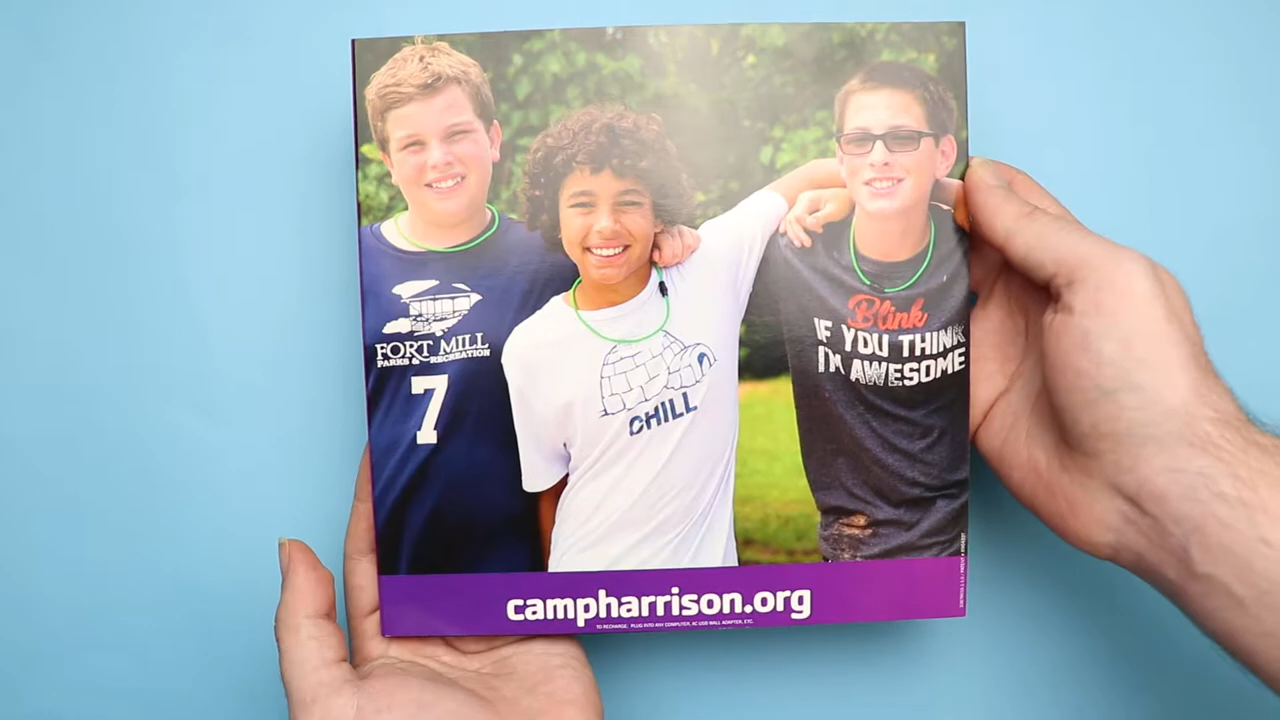 FORT MILL
PARKS & RECREATION
7
CHILL
Blink
IF YOU THINK
I'M AWESOME
campharrison.org
TO RECHARGE: PLUG INTO ANY COMPUTER, AC USB WALL ADAPTER, ETC.